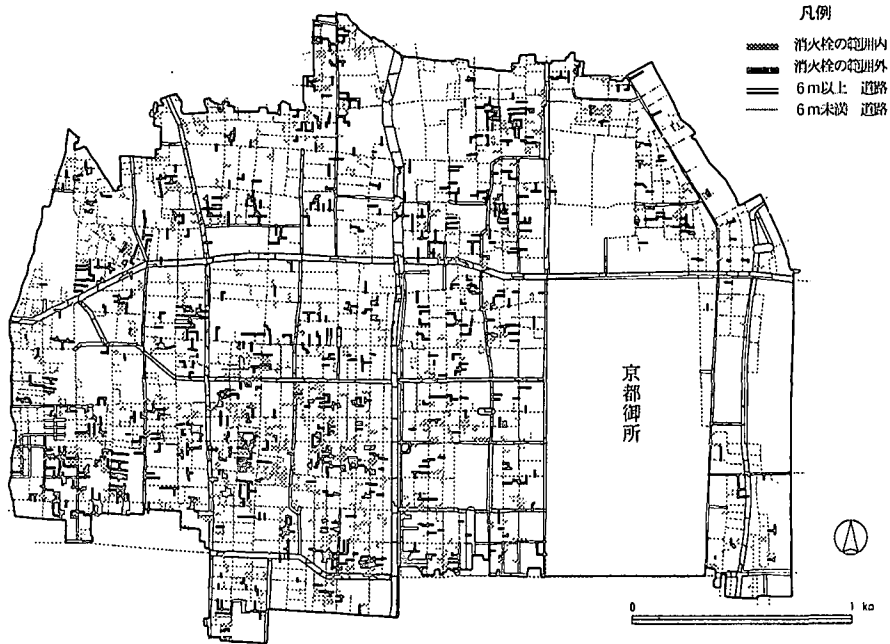 凡例
消火栓の範囲内
消火栓の範囲外
6m以上 道路
6m未満 道路
京都御所
0
1 km